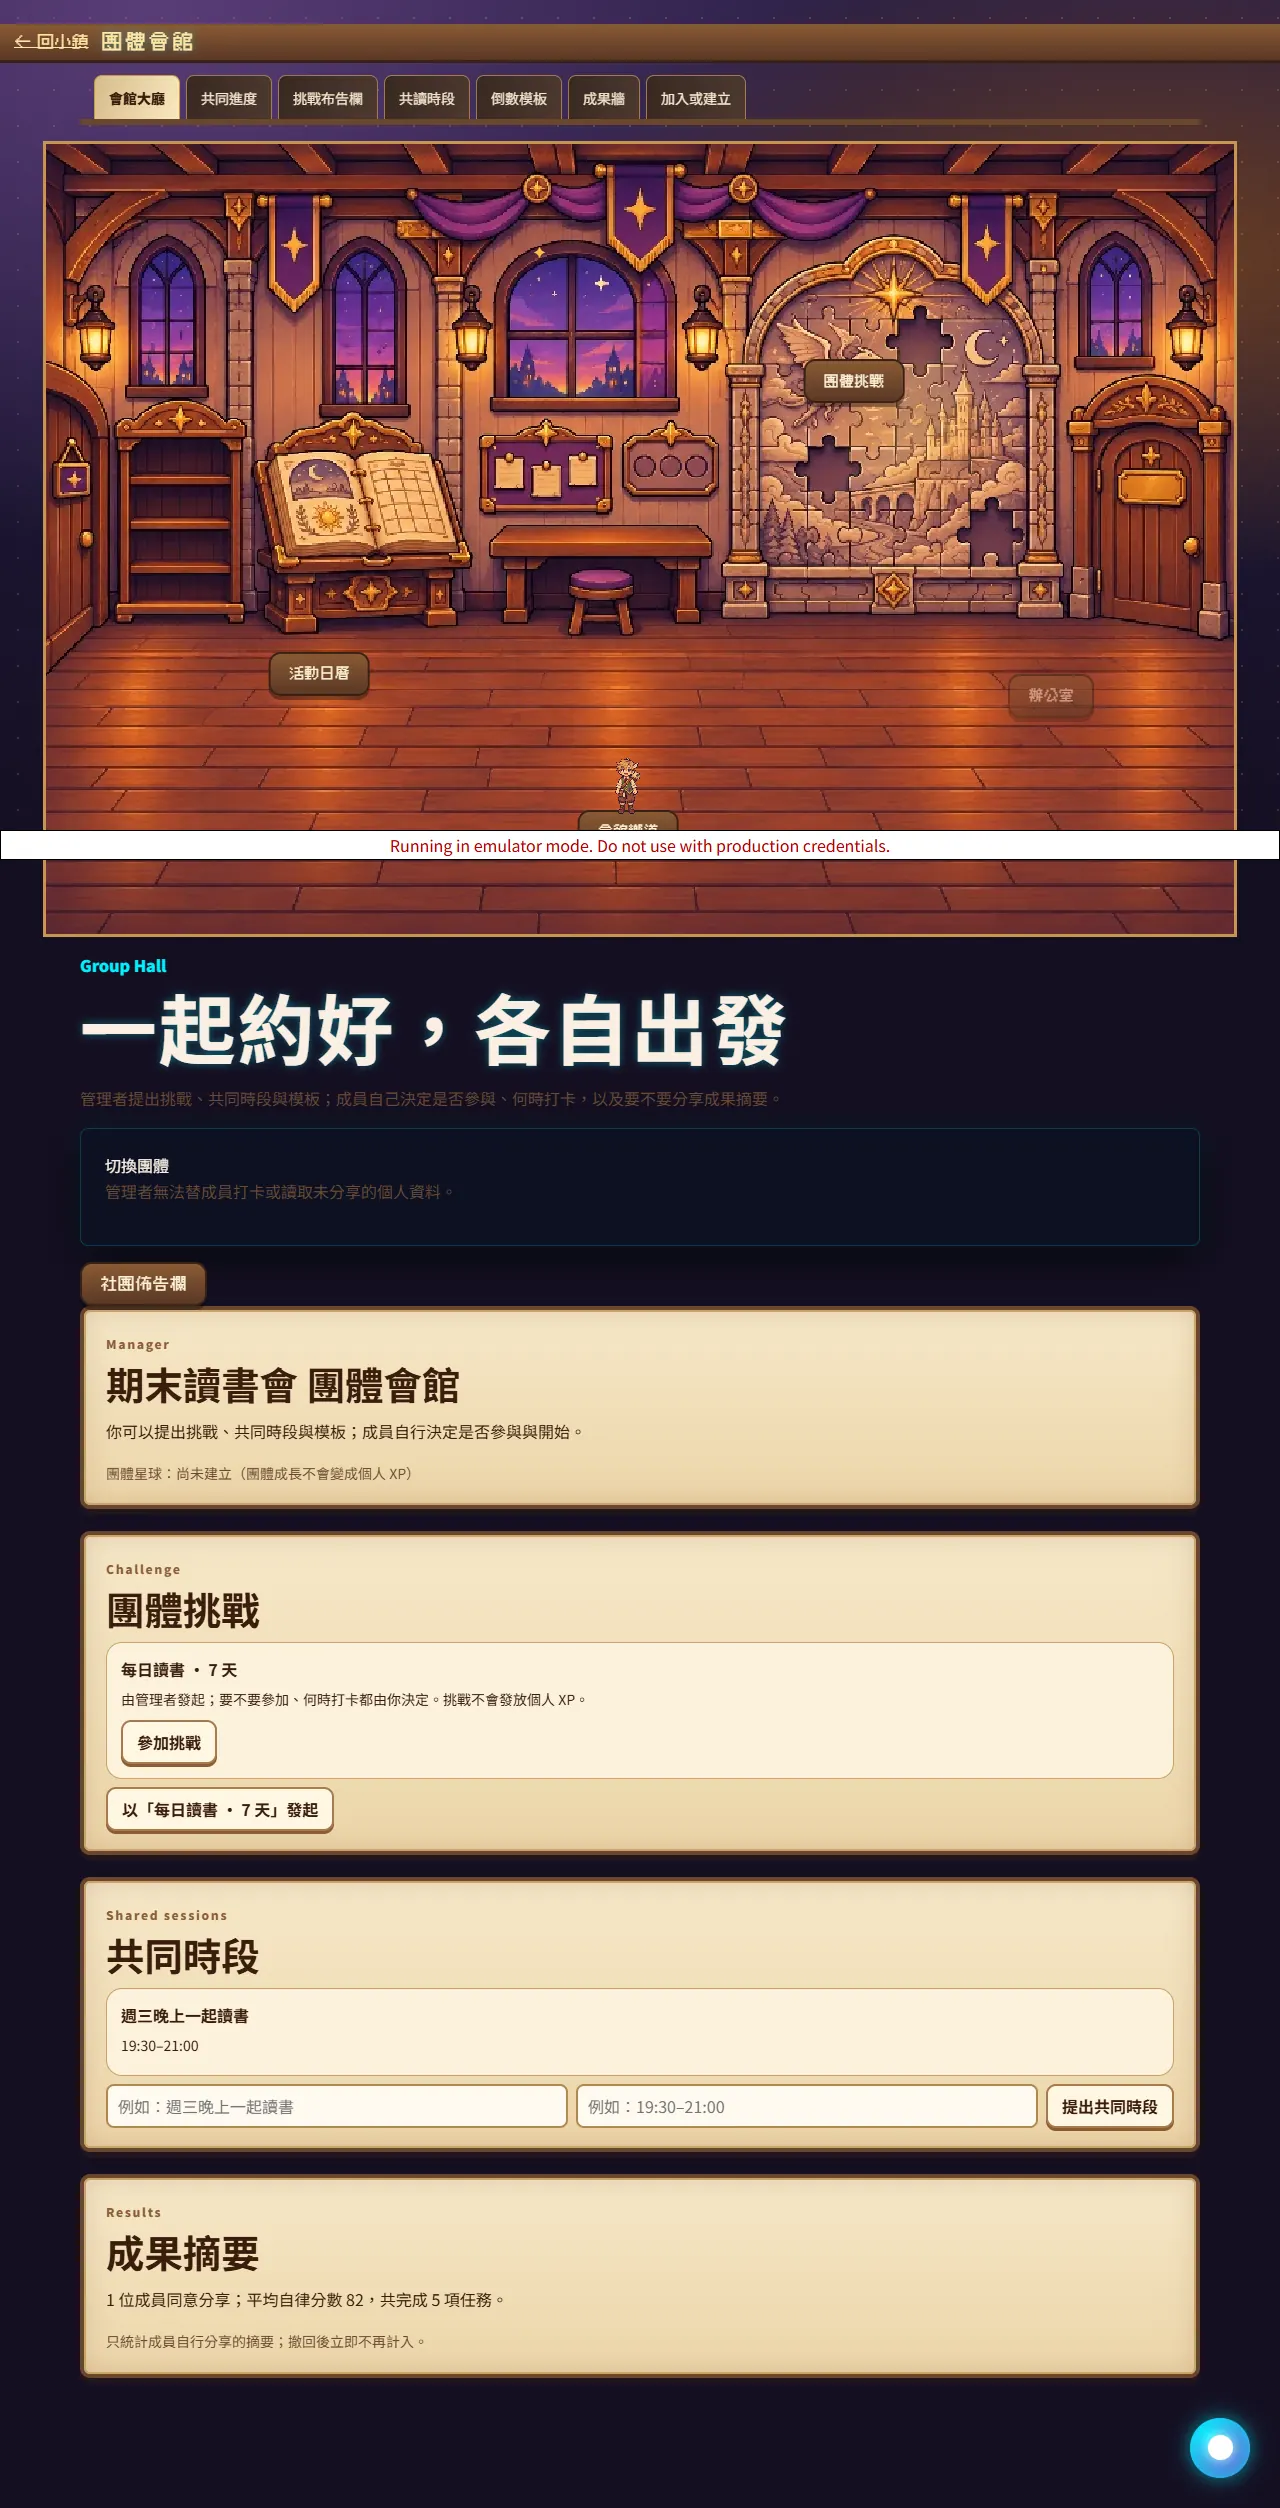 ← 回小鎮 團體會館
會館大廳 共同進度 挑戰布告欄 共讀時段 倒數模板 成果牆 加入或建立
團體挑戰
活動日曆
辦公室
會館嚮導
Running in emulator mode. Do not use with production credentials.
Group Hall
一起約好，各自出發
管理者提出挑戰、共同時段與模板；成員自己決定是否參與、何時打卡，以及要不要分享成果摘要。
切換團體
管理者無法替成員打卡或讀取未分享的個人資料。
社團佈告欄
Manager
期末讀書會 團體會館
你可以提出挑戰、共同時段與模板；成員自行決定是否參與與開始。
團體星球：尚未建立（團體成長不會變成個人 XP）
Challenge
團體挑戰
每日讀書 · 7 天
由管理者發起；要不要參加、何時打卡都由你決定。挑戰不會發放個人 XP。
參加挑戰
以「每日讀書 · 7 天」發起
Shared sessions
共同時段
週三晚上一起讀書
19:30–21:00
例如：週三晚上一起讀書 例如：19:30–21:00 提出共同時段
Results
成果摘要
1 位成員同意分享；平均自律分數 82，共完成 5 項任務。
只統計成員自行分享的摘要；撤回後立即不再計入。